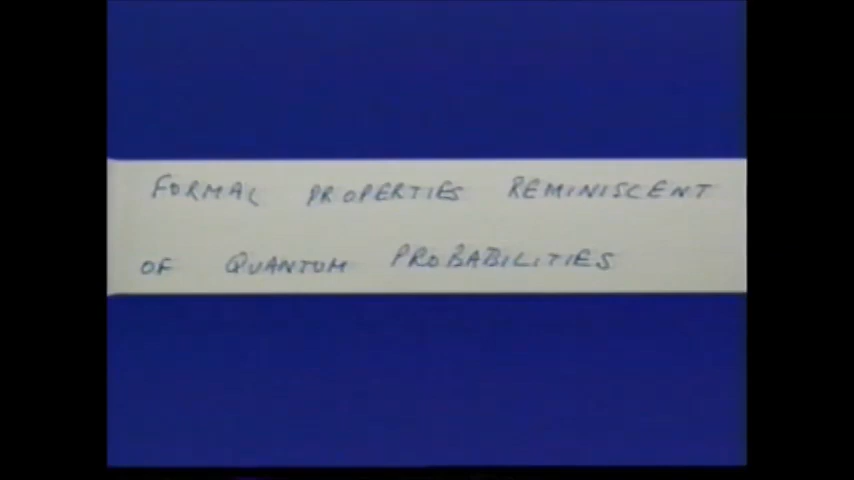 FORMAL PROPERTIES REMINISCENT
OF QUANTUM PROBABILITIES